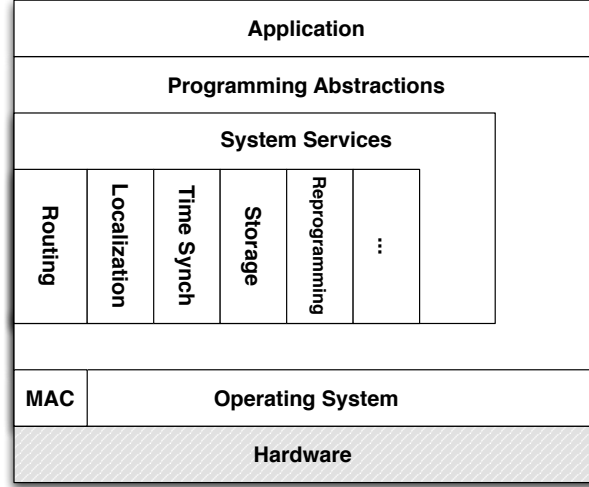 Application
Programming Abstractions
System Services
Routing
Localization
Time Synch
Storage
Reprogramming
...
MAC
Operating System
Hardware